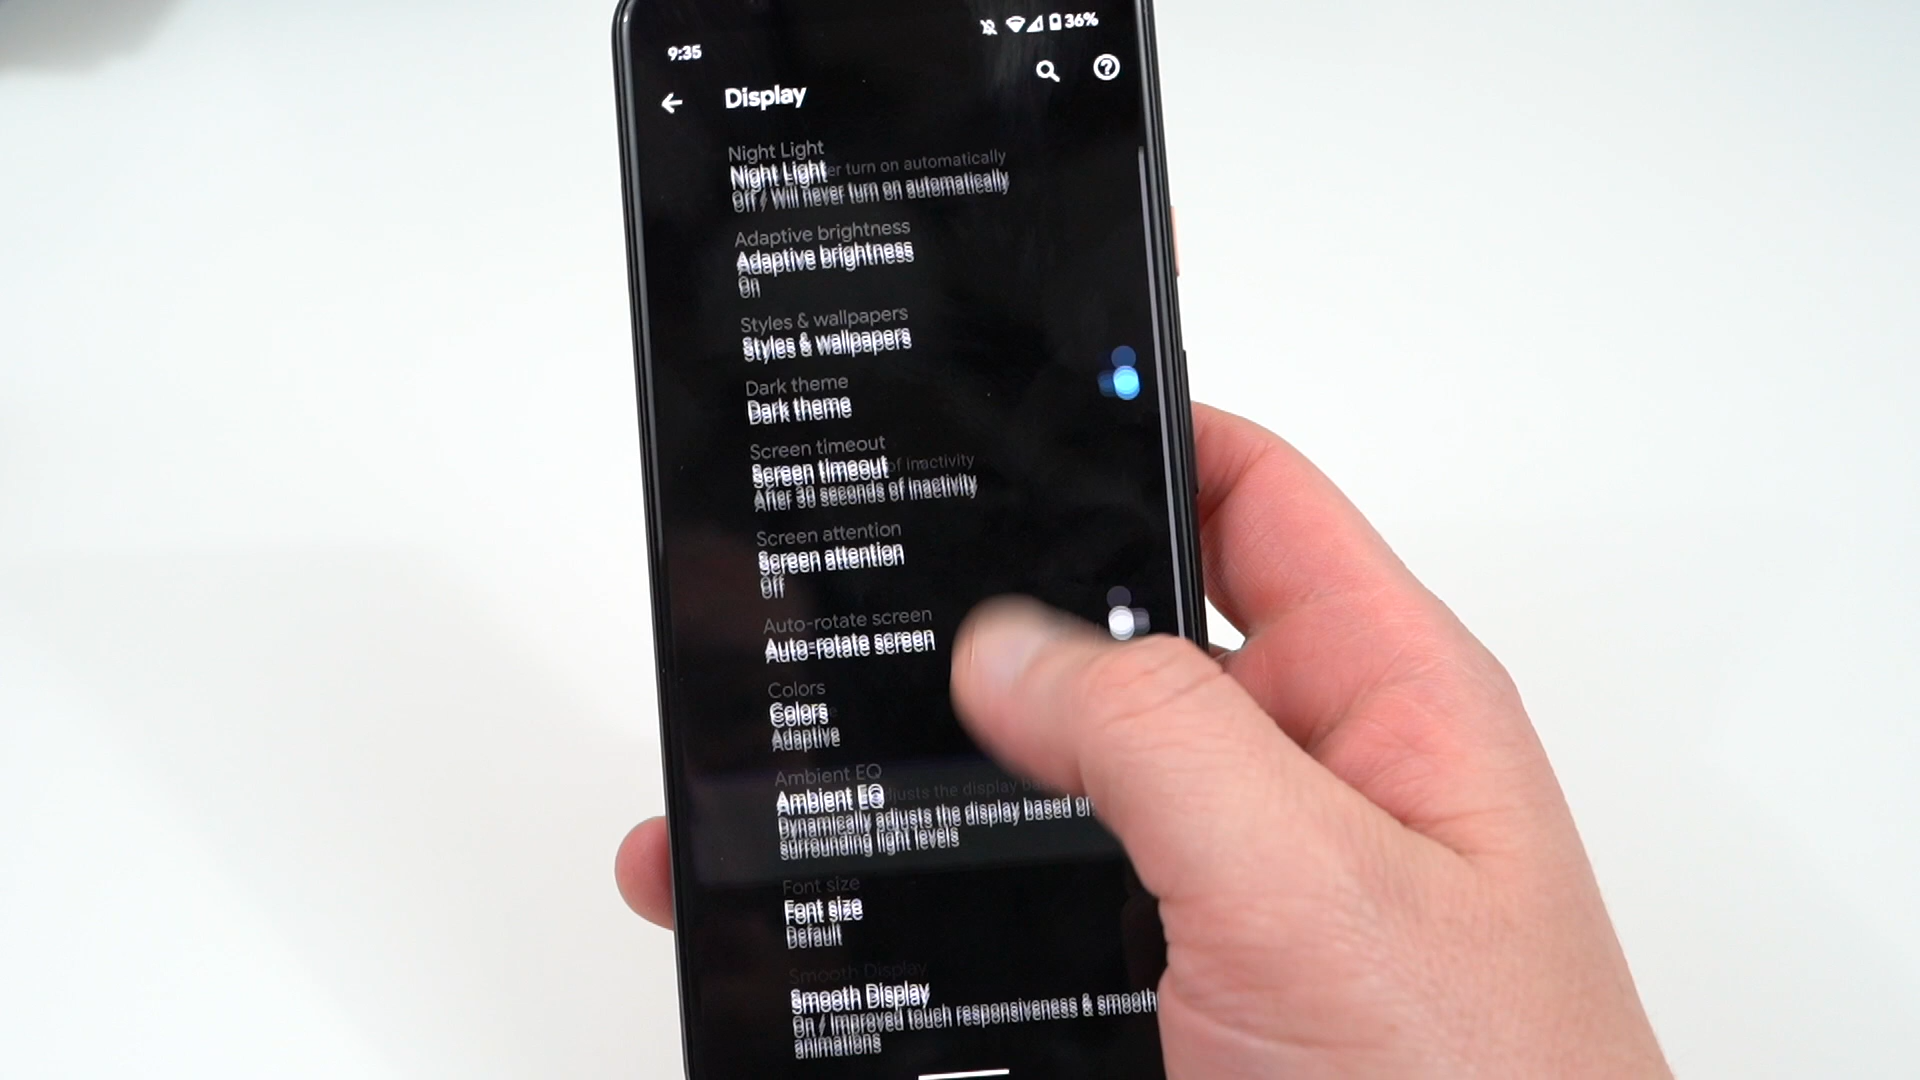 9:35
36%
Display
Night Light
Off / Will never turn on automatically
Adaptive brightness
On
Styles & wallpapers
Dark theme
Screen timeout
After 30 seconds of inactivity
Screen attention
Off
Auto-rotate screen
Colors
Adaptive
Ambient EQ
Dynamically adjusts the display based on
surrounding light levels
Font size
Default
Smooth Display
On / Improved touch responsiveness & smooth
animations